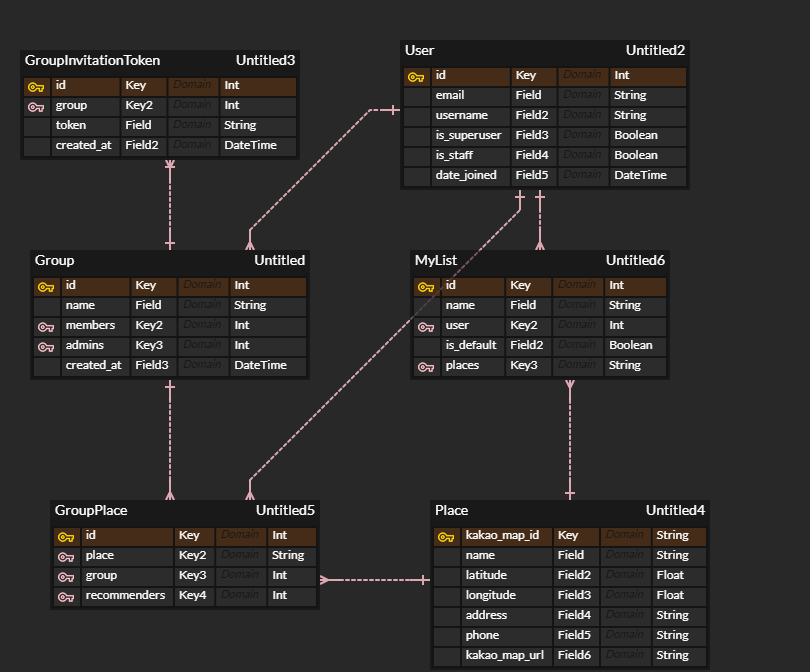 GroupInvitationToken Untitled3
id Key Domain Int
group Key2 Domain Int
token Field Domain String
created_at Field2 Domain DateTime
User Untitled2
id Key Domain Int
email Field Domain String
username Field2 Domain String
is_superuser Field3 Domain Boolean
is_staff Field4 Domain Boolean
date_joined Field5 Domain DateTime
Group Untitled
id Key Domain Int
name Field Domain String
members Key2 Domain Int
admins Key3 Domain Int
created_at Field3 Domain DateTime
MyList Untitled6
id Key Domain Int
name Field Domain String
user Key2 Domain Int
is_default Field2 Domain Boolean
places Key3 Domain String
GroupPlace Untitled5
id Key Domain Int
place Key2 Domain String
group Key3 Domain Int
recommenders Key4 Domain Int
Place Untitled4
kakao_map_id Key Domain String
name Field Domain String
latitude Field2 Domain Float
longitude Field3 Domain Float
address Field4 Domain String
phone Field5 Domain String
kakao_map_url Field6 Domain String